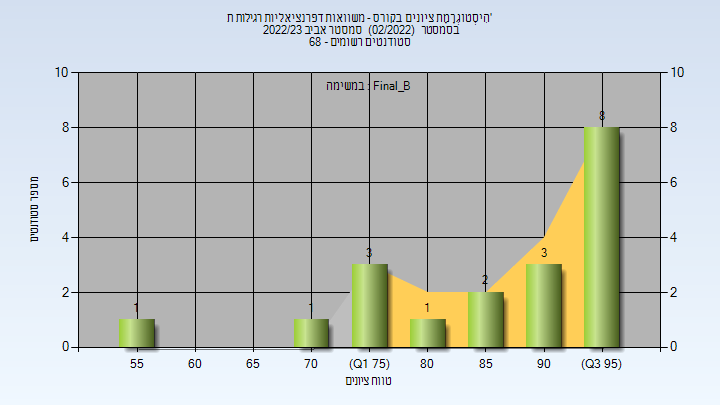 היסטוגרמת ציונים בקורס - משוואות דפרנציאליות רגילות ת'
בסמסטר (02/2022) סמסטר אביב 2022/23
סטודנטים רשומים - 68
במשימה : Final_B
מספר סטודנטים
10 10
8 8
6 6
4 4
2 2
0 0
1 1 3 1 2 3 8
55 60 65 70 (Q1 75) 80 85 90 (Q3 95)
טווח ציונים